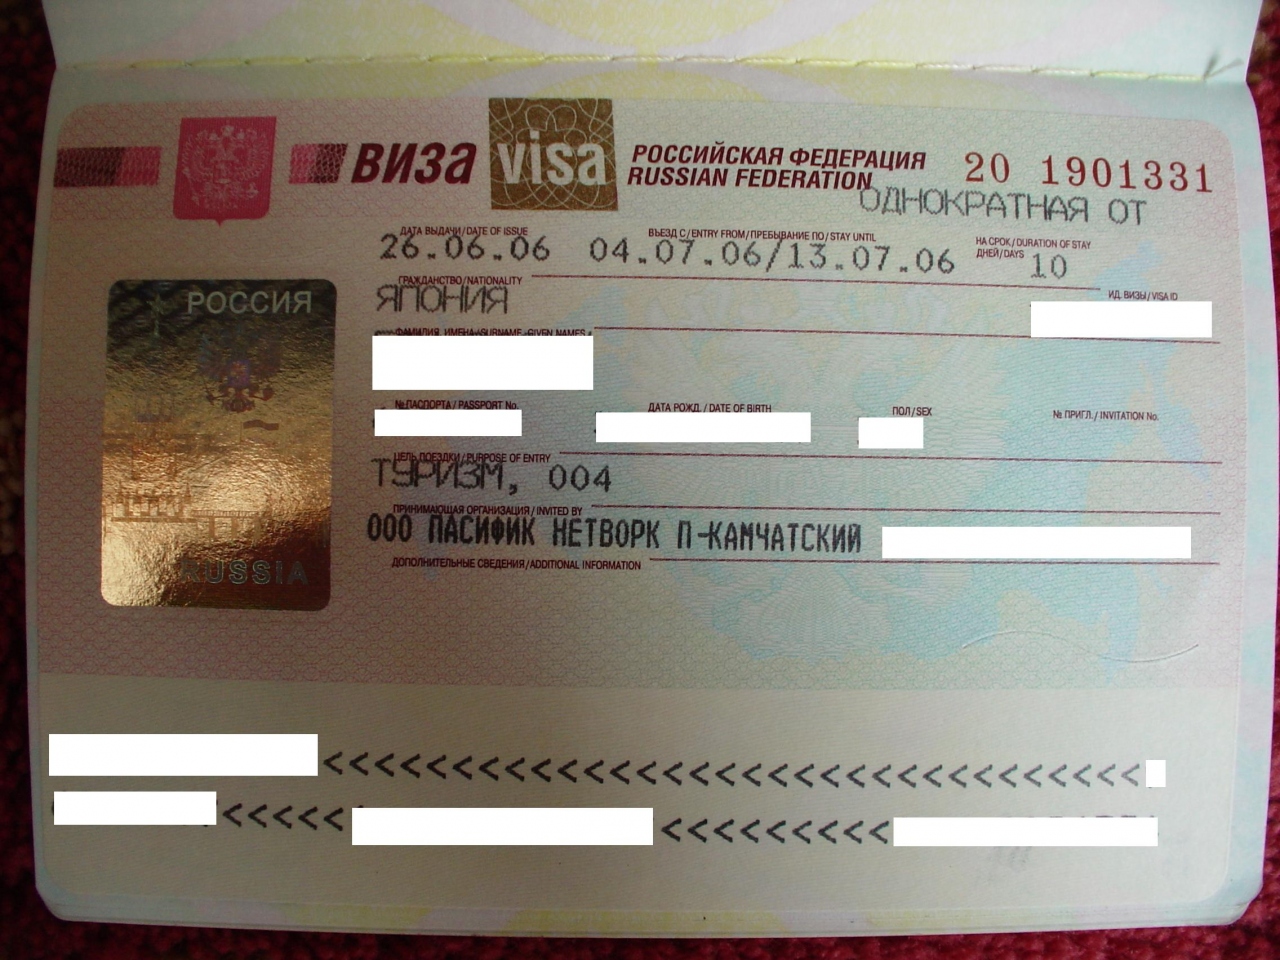 ВИЗА visa РОССИЙСКАЯ ФЕДЕРАЦИЯ 20 1901331
RUSSIAN FEDERATION
ОДНОКРАТНАЯ ОТ
ДАТА ВЫДАЧИ/DATE OF ISSUE ВЪЕЗД С/ENTRY FROM/ПРЕБЫВАНИЕ ПО/STAY UNTIL НА СРОК/DURATION OF STAY
26.06.06 04.07.06/13.07.06 ДНЕЙ/DAYS 10
ГРАЖДАНСТВО/NATIONALITY ИД. ВИЗЫ/VISA ID
ЯПОНИЯ
РОССИЯ
ФАМИЛИЯ, ИМЕНА/SURNAME, GIVEN NAMES
№ ПАСПОРТА / PASSPORT No. ДАТА РОЖД. / DATE OF BIRTH ПОЛ/SEX № ПРИГЛ. / INVITATION No.
ЦЕЛЬ ПОЕЗДКИ / PURPOSE OF ENTRY
ТУРИЗМ, 004
ПРИНИМАЮЩАЯ ОРГАНИЗАЦИЯ / INVITED BY
ООО ПАСИФИК НЕТВОРК П-КАМЧАТСКИЙ
ДОПОЛНИТЕЛЬНЫЕ СВЕДЕНИЯ/ADDITIONAL INFORMATION
RUSSIA
<<<<<<<<<<<<<<<<<<<<<<<<<<<<<<<<
<<<<< <<<<<<<<<